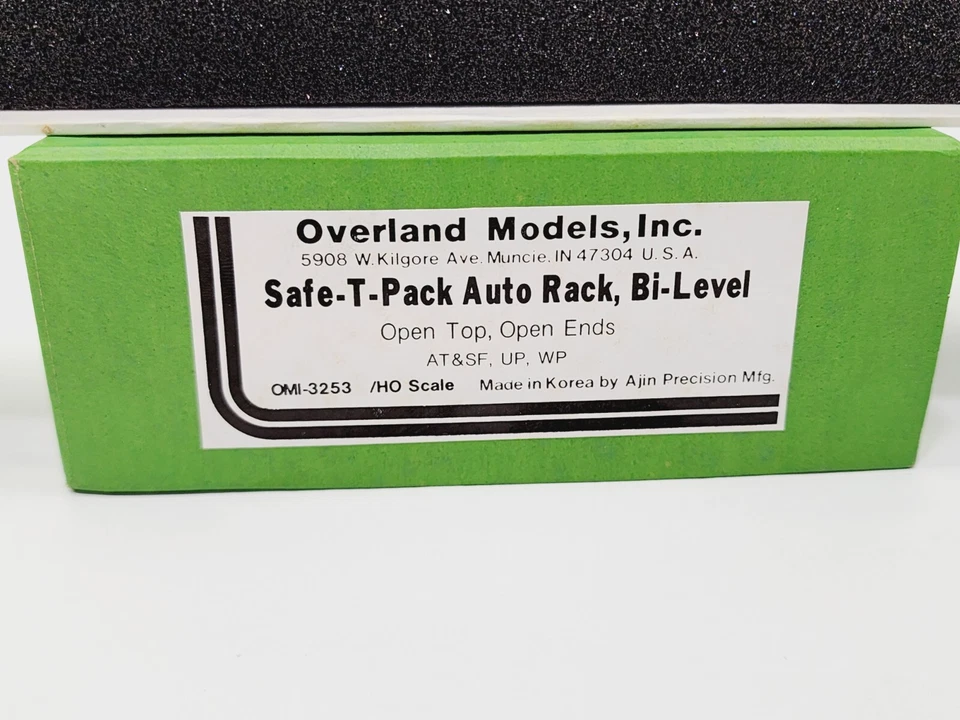 Overland Models, Inc.
5908 W. Kilgore Ave. Muncie, IN 47304 U. S. A.
Safe-T-Pack Auto Rack, Bi-Level
Open Top, Open Ends
AT&SF, UP, WP
OMI-3253 /HO Scale Made in Korea by Ajin Precision Mfg.